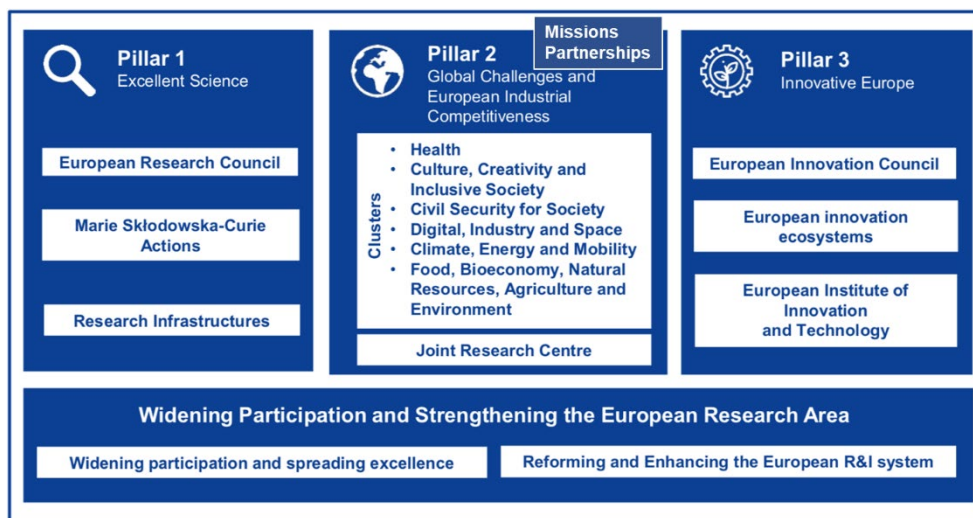 Pillar 1
Excellent Science
European Research Council
Marie Skłodowska-Curie
Actions
Research Infrastructures
Missions
Partnerships
Pillar 2
Global Challenges and
European Industrial
Competitiveness
Clusters
• Health
• Culture, Creativity and
Inclusive Society
• Civil Security for Society
• Digital, Industry and Space
• Climate, Energy and Mobility
• Food, Bioeconomy, Natural
Resources, Agriculture and
Environment
Joint Research Centre
Pillar 3
Innovative Europe
European Innovation Council
European innovation
ecosystems
European Institute of
Innovation
and Technology
Widening Participation and Strengthening the European Research Area
Widening participation and spreading excellence
Reforming and Enhancing the European R&I system